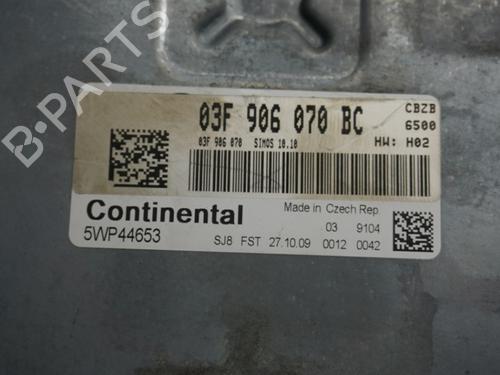 03F 906 070 BC
CBZB
6500
03F 906 070 SIMOS 10.10
HW: H02
Continental
Made in Czech Rep.
5WP44653
03 9104
SJ8 FST 27.10.09 0012 0042
B-PARTS